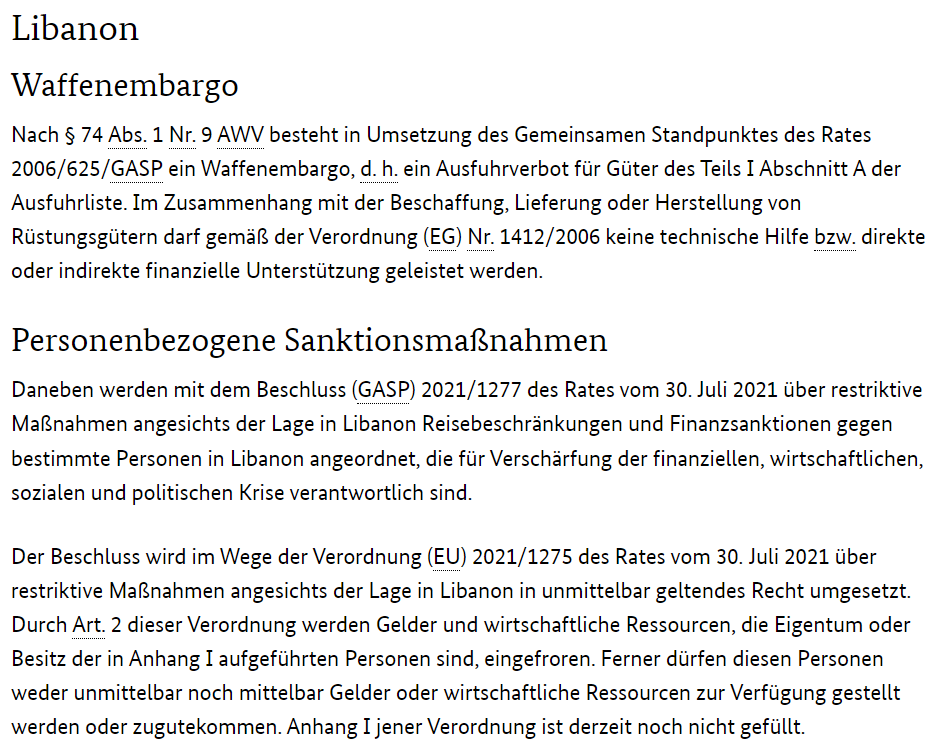 Libanon
Waffenembargo
Nach § 74 Abs. 1 Nr. 9 AWV besteht in Umsetzung des Gemeinsamen Standpunktes des Rates
2006/625/GASP ein Waffenembargo, d. h. ein Ausfuhrverbot für Güter des Teils I Abschnitt A der
Ausfuhrliste. Im Zusammenhang mit der Beschaffung, Lieferung oder Herstellung von
Rüstungsgütern darf gemäß der Verordnung (EG) Nr. 1412/2006 keine technische Hilfe bzw. direkte
oder indirekte finanzielle Unterstützung geleistet werden.
Personenbezogene Sanktionsmaßnahmen
Daneben werden mit dem Beschluss (GASP) 2021/1277 des Rates vom 30. Juli 2021 über restriktive
Maßnahmen angesichts der Lage in Libanon Reisebeschränkungen und Finanzsanktionen gegen
bestimmte Personen in Libanon angeordnet, die für Verschärfung der finanziellen, wirtschaftlichen,
sozialen und politischen Krise verantwortlich sind.
Der Beschluss wird im Wege der Verordnung (EU) 2021/1275 des Rates vom 30. Juli 2021 über
restriktive Maßnahmen angesichts der Lage in Libanon in unmittelbar geltendes Recht umgesetzt.
Durch Art. 2 dieser Verordnung werden Gelder und wirtschaftliche Ressourcen, die Eigentum oder
Besitz der in Anhang I aufgeführten Personen sind, eingefroren. Ferner dürfen diesen Personen
weder unmittelbar noch mittelbar Gelder oder wirtschaftliche Ressourcen zur Verfügung gestellt
werden oder zugutekommen. Anhang I jener Verordnung ist derzeit noch nicht gefüllt.